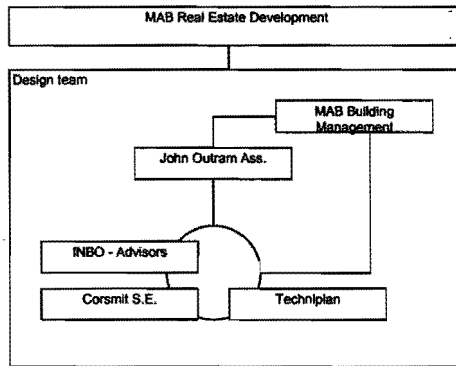 MAB Real Estate Development
Design team
MAB Building
Management
John Outram Ass.
INBO - Advisors
Corsmit S.E.
Techniplan